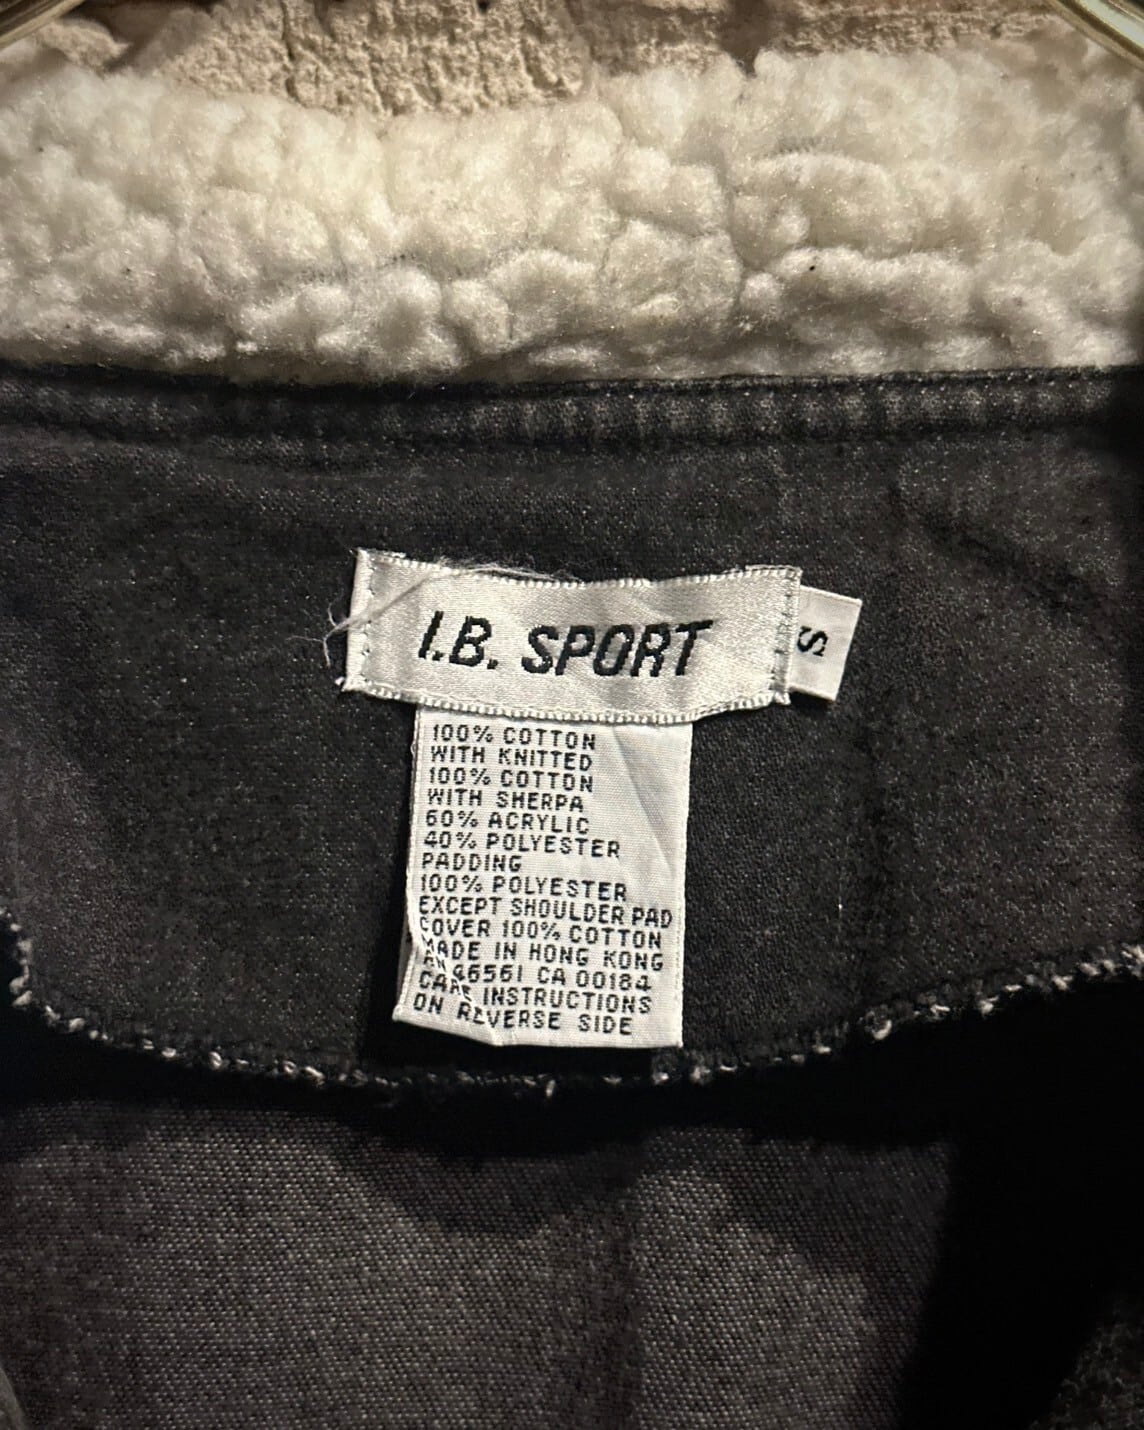 I.B. SPORT
S
100% COTTON
WITH KNITTED
100% COTTON
WITH SHERPA
60% ACRYLIC
40% POLYESTER
PADDING
100% POLYESTER
EXCEPT SHOULDER PAD
COVER 100% COTTON
MADE IN HONG KONG
CA 00184
CARE INSTRUCTIONS
ON REVERSE SIDE